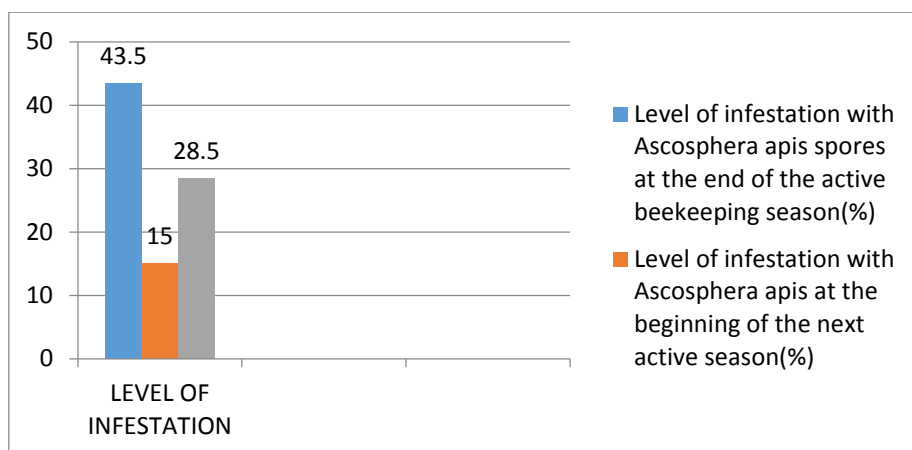 50
40
30
20
10
0
43.5
15
28.5
LEVEL OF
INFESTATION
Level of infestation with
Ascosphera apis spores
at the end of the active
beekeeping season(%)
Level of infestation with
Ascosphera apis at the
beginning of the next
active season(%)